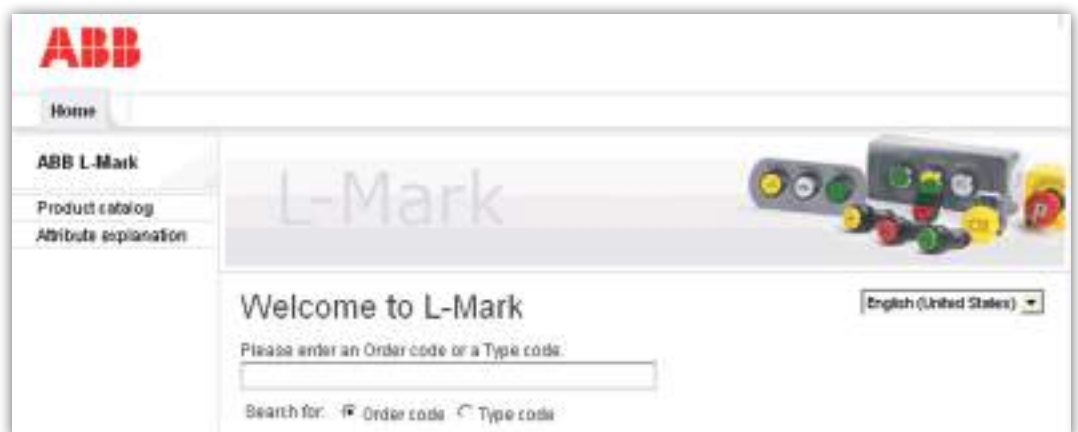 ABB
Home
ABB L-Mark
Product catalog
Attribute explanation
L-Mark
Welcome to L-Mark
English (United States)
Please enter an Order code or a Type code.
Search for: Order code Type code